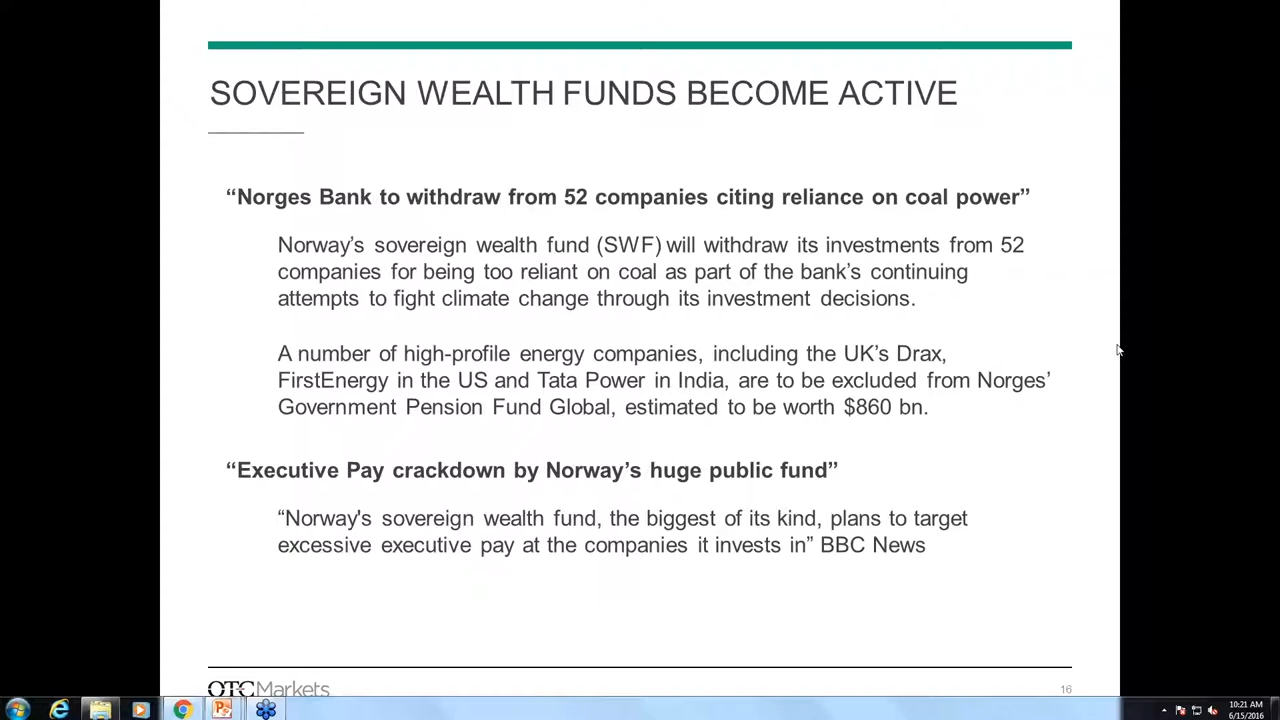 SOVEREIGN WEALTH FUNDS BECOME ACTIVE
“Norges Bank to withdraw from 52 companies citing reliance on coal power”
Norway’s sovereign wealth fund (SWF) will withdraw its investments from 52
companies for being too reliant on coal as part of the bank’s continuing
attempts to fight climate change through its investment decisions.
A number of high-profile energy companies, including the UK’s Drax,
FirstEnergy in the US and Tata Power in India, are to be excluded from Norges’
Government Pension Fund Global, estimated to be worth $860 bn.
“Executive Pay crackdown by Norway’s huge public fund”
“Norway's sovereign wealth fund, the biggest of its kind, plans to target
excessive executive pay at the companies it invests in” BBC News
OTCMarkets
16
10:21 AM
6/15/2016